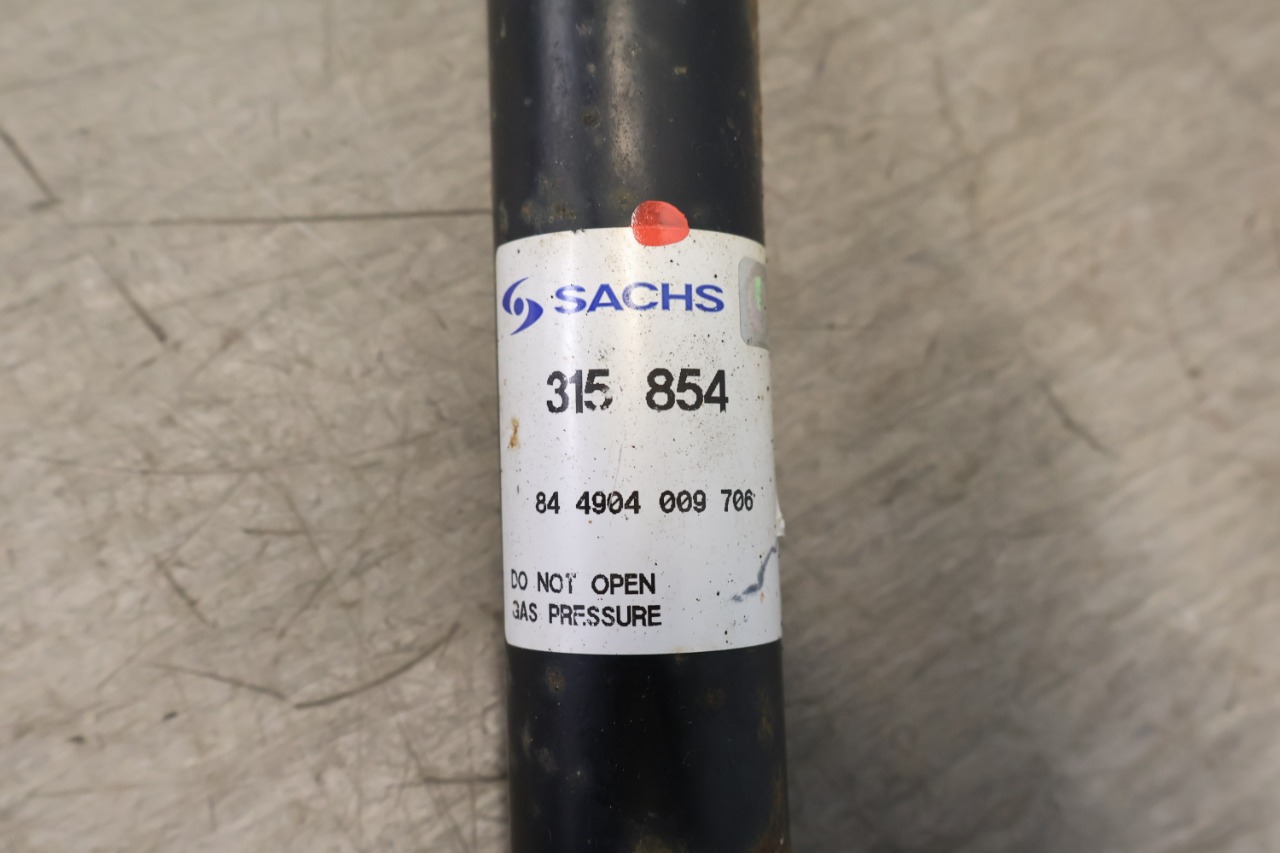 SACHS
315 854
84 4904 009 706
DO NOT OPEN
GAS PRESSURE